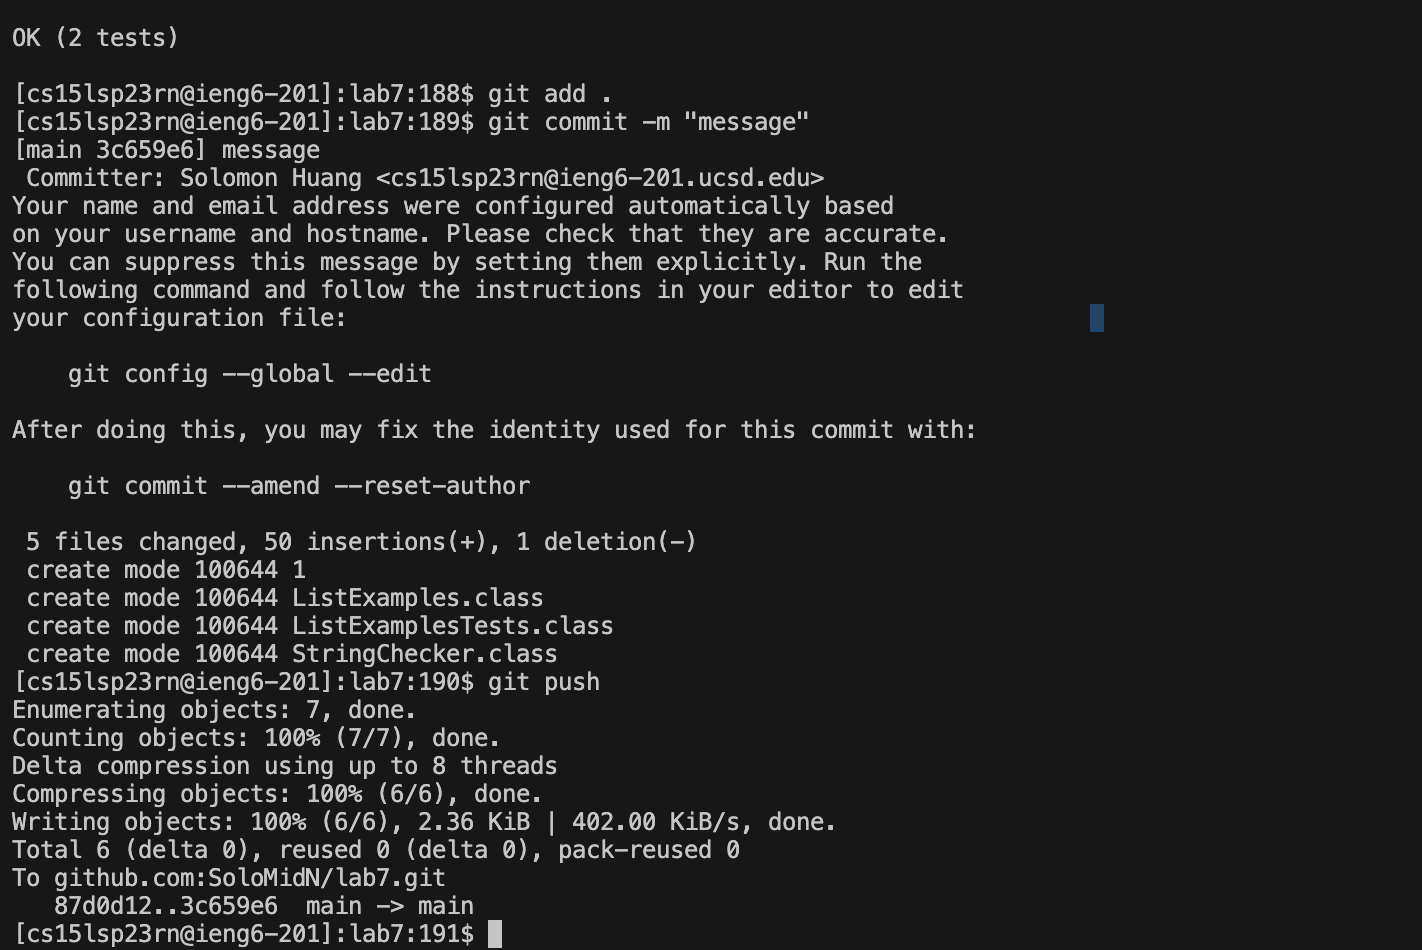 OK (2 tests)
[cs15lsp23rn@ieng6-201]:lab7:188$ git add .
[cs15lsp23rn@ieng6-201]:lab7:189$ git commit -m "message"
[main 3c659e6] message
 Committer: Solomon Huang <cs15lsp23rn@ieng6-201.ucsd.edu>
Your name and email address were configured automatically based
on your username and hostname. Please check that they are accurate.
You can suppress this message by setting them explicitly. Run the
following command and follow the instructions in your editor to edit
your configuration file:
    git config --global --edit
After doing this, you may fix the identity used for this commit with:
    git commit --amend --reset-author
 5 files changed, 50 insertions(+), 1 deletion(-)
 create mode 100644 1
 create mode 100644 ListExamples.class
 create mode 100644 ListExamplesTests.class
 create mode 100644 StringChecker.class
[cs15lsp23rn@ieng6-201]:lab7:190$ git push
Enumerating objects: 7, done.
Counting objects: 100% (7/7), done.
Delta compression using up to 8 threads
Compressing objects: 100% (6/6), done.
Writing objects: 100% (6/6), 2.36 KiB | 402.00 KiB/s, done.
Total 6 (delta 0), reused 0 (delta 0), pack-reused 0
To github.com:SoloMidN/lab7.git
   87d0d12..3c659e6  main -> main
[cs15lsp23rn@ieng6-201]:lab7:191$